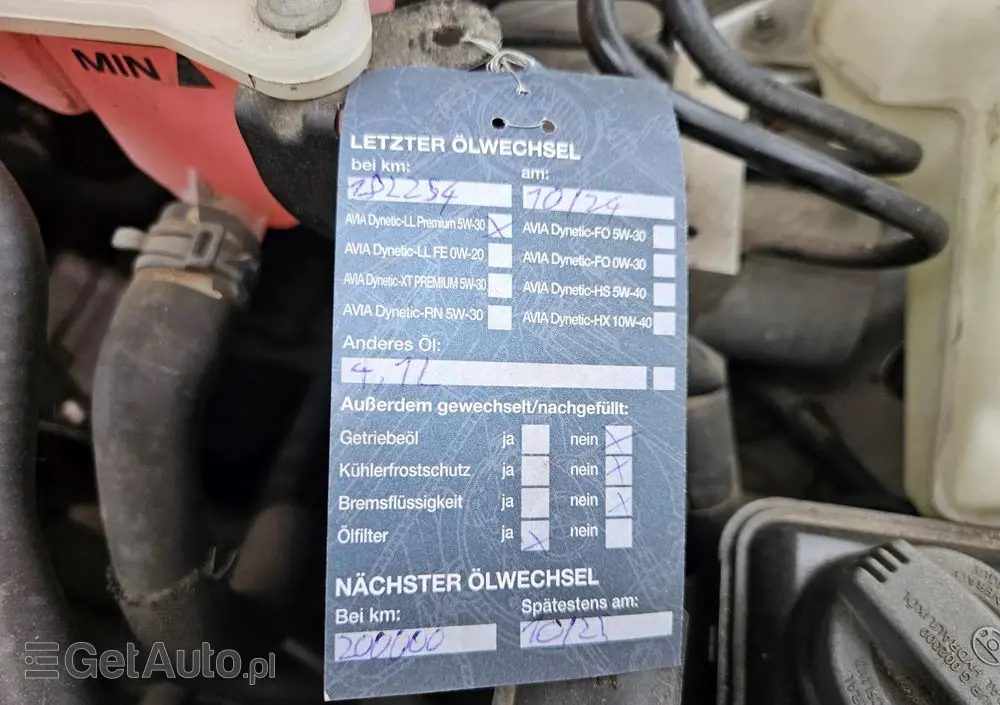 MIN
LETZTER ÖLWECHSEL
bei km: am:
10/24
AVIA Dynetic-LL Premium 5W-30 X AVIA Dynetic-FO 5W-30
AVIA Dynetic-LL FE 0W-20 AVIA Dynetic-FO 0W-30
AVIA Dynetic-XT PREMIUM 5W-30 AVIA Dynetic-HS 5W-40
AVIA Dynetic-RN 5W-30 AVIA Dynetic-HX 10W-40
Anderes Öl:
4,1L
Außerdem gewechselt/nachgefüllt:
Getriebeöl ja nein X
Kühlerfrostschutz ja nein X
Bremsflüssigkeit ja nein X
Ölfilter ja X nein
NÄCHSTER ÖLWECHSEL
Bei km: Spätestens am:
200000 10/25
GetAuto.pl